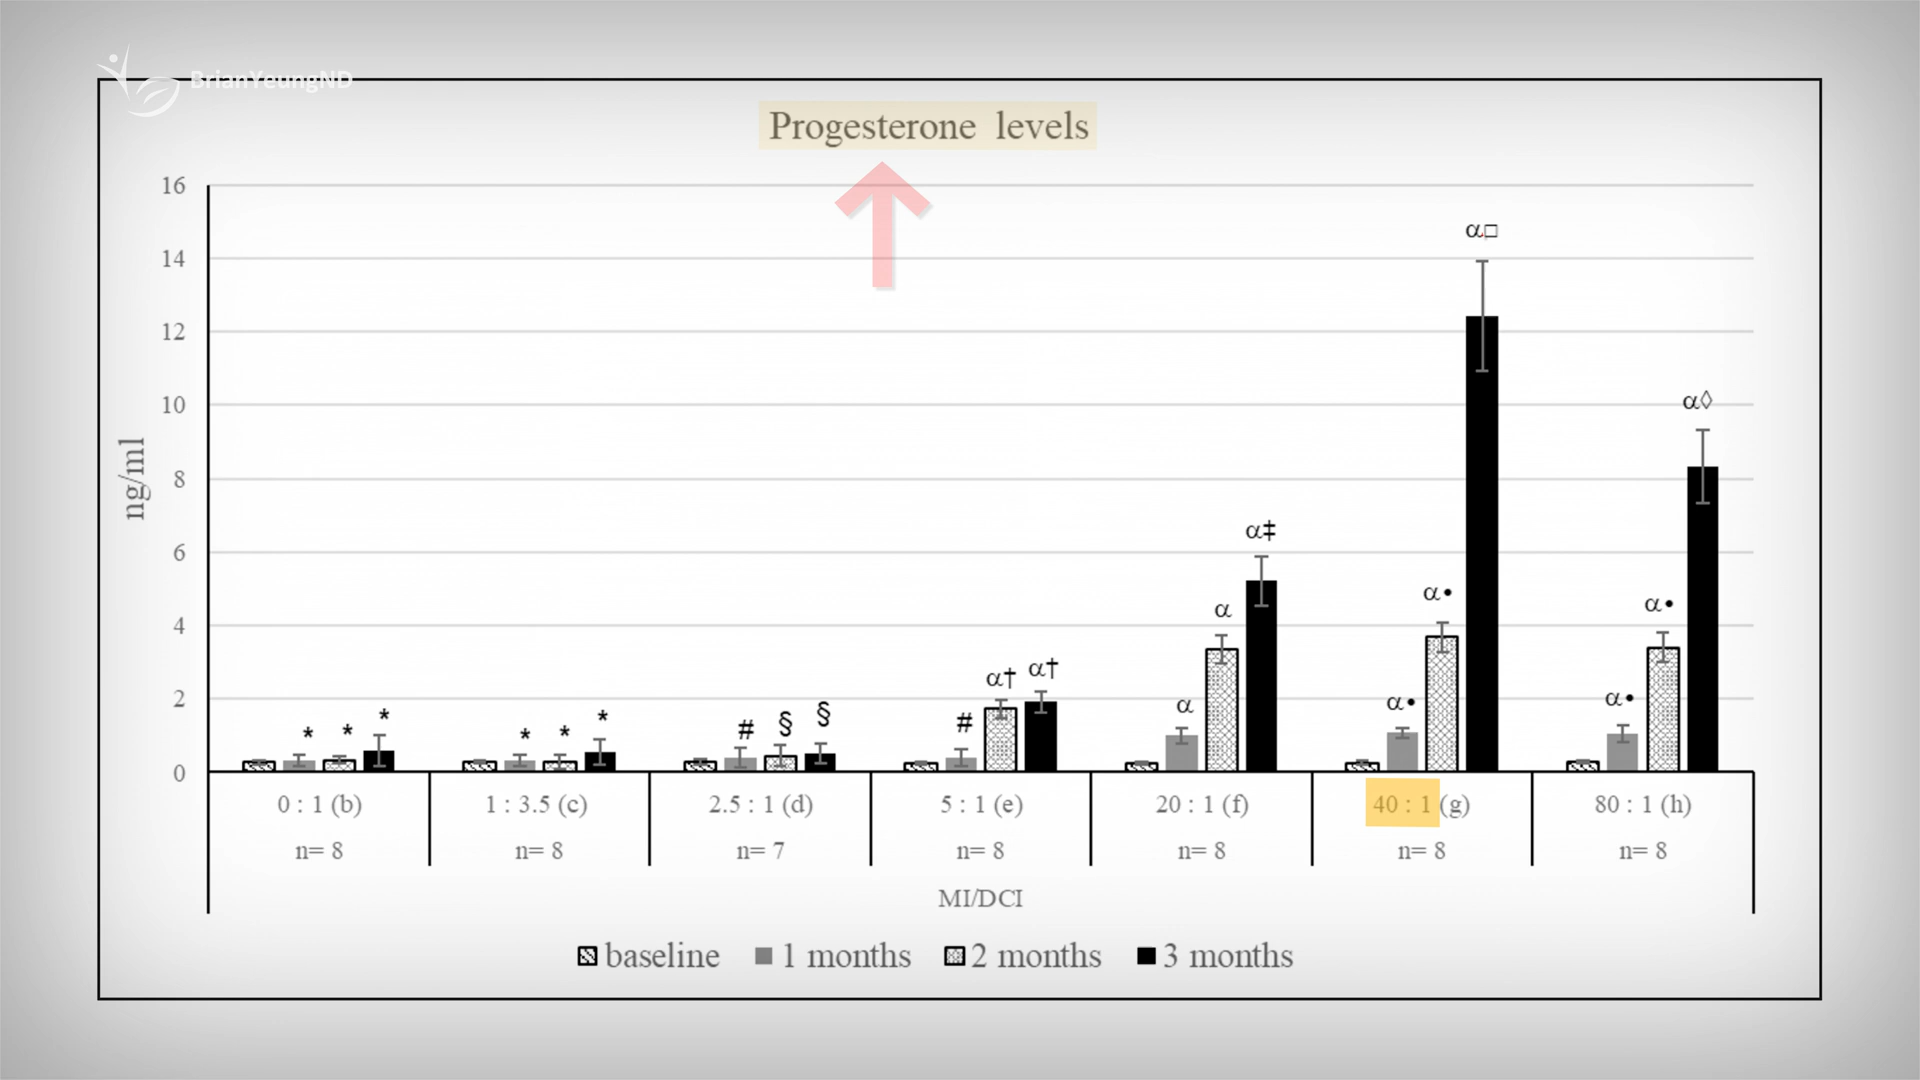 BrianYeungND
Progesterone levels
16
14
12
10
8
6
4
2
0
ng/ml
* * *
* * *
# § §
# α† α†
α α α‡
α• α• α□
α• α• α◊
0 : 1 (b) 1 : 3.5 (c) 2.5 : 1 (d) 5 : 1 (e) 20 : 1 (f) 40 : 1 (g) 80 : 1 (h)
n= 8 n= 8 n= 7 n= 8 n= 8 n= 8 n= 8
MI/DCI
baseline 1 months 2 months 3 months